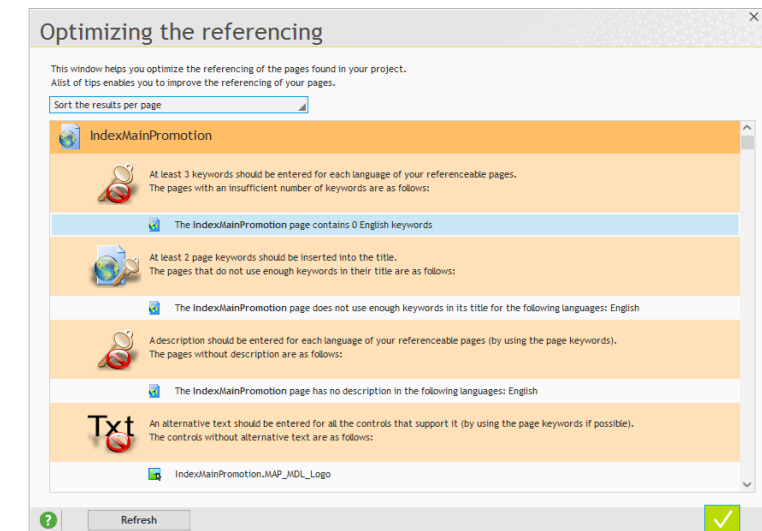 Optimizing the referencing
This window helps you optimize the referencing of the pages found in your project.
Alist of tips enables you to improve the referencing of your pages.
Sort the results per page
IndexMainPromotion
At least 3 keywords should be entered for each language of your referenceable pages.
The pages with an insufficient number of keywords are as follows:
The IndexMainPromotion page contains 0 English keywords
At least 2 page keywords should be inserted into the title.
The pages that do not use enough keywords in their title are as follows:
The IndexMainPromotion page does not use enough keywords in its title for the following languages: English
Adescription should be entered for each language of your referenceable pages (by using the page keywords).
The pages without description are as follows:
The IndexMainPromotion page has no description in the following languages: English
Txt
An alternative text should be entered for all the controls that support it (by using the page keywords if possible).
The controls without alternative text are as follows:
IndexMainPromotion.MAP_MDL_Logo
?
Refresh